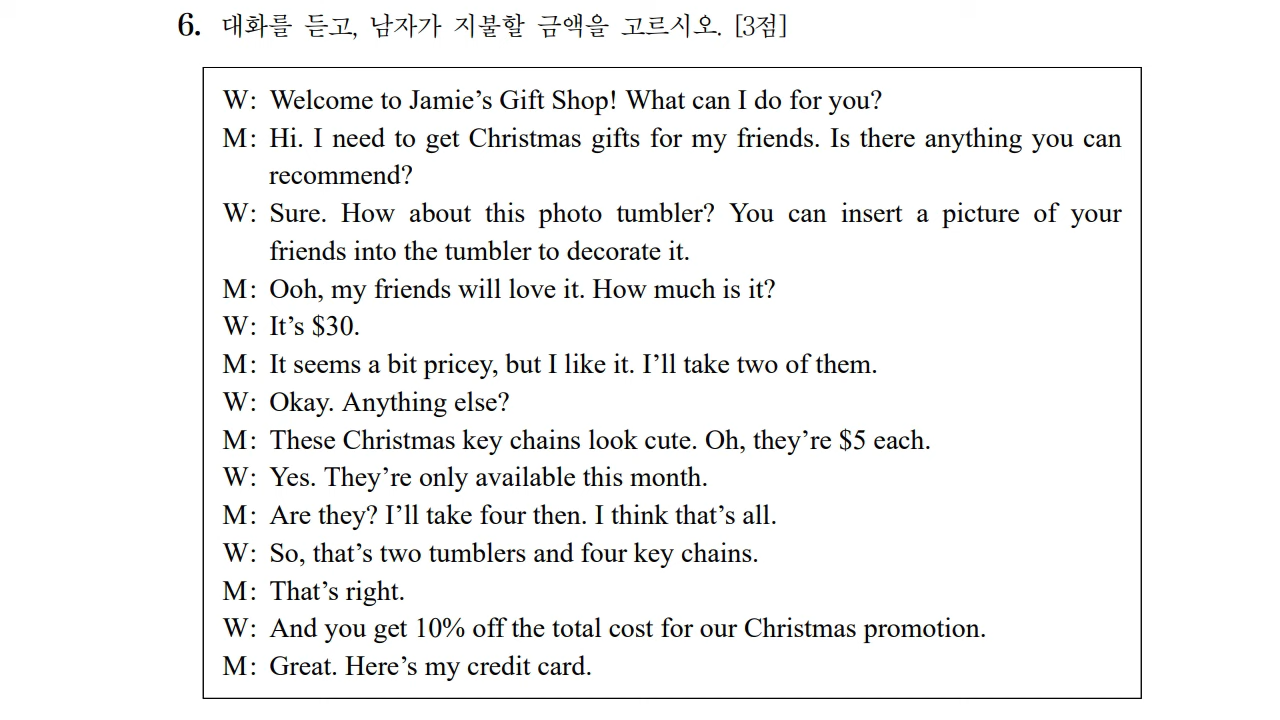 6. 대화를 듣고, 남자가 지불할 금액을 고르시오. [3점]
W: Welcome to Jamie’s Gift Shop! What can I do for you?
M: Hi. I need to get Christmas gifts for my friends. Is there anything you can
recommend?
W: Sure. How about this photo tumbler? You can insert a picture of your
friends into the tumbler to decorate it.
M: Ooh, my friends will love it. How much is it?
W: It’s $30.
M: It seems a bit pricey, but I like it. I’ll take two of them.
W: Okay. Anything else?
M: These Christmas key chains look cute. Oh, they’re $5 each.
W: Yes. They’re only available this month.
M: Are they? I’ll take four then. I think that’s all.
W: So, that’s two tumblers and four key chains.
M: That’s right.
W: And you get 10% off the total cost for our Christmas promotion.
M: Great. Here’s my credit card.